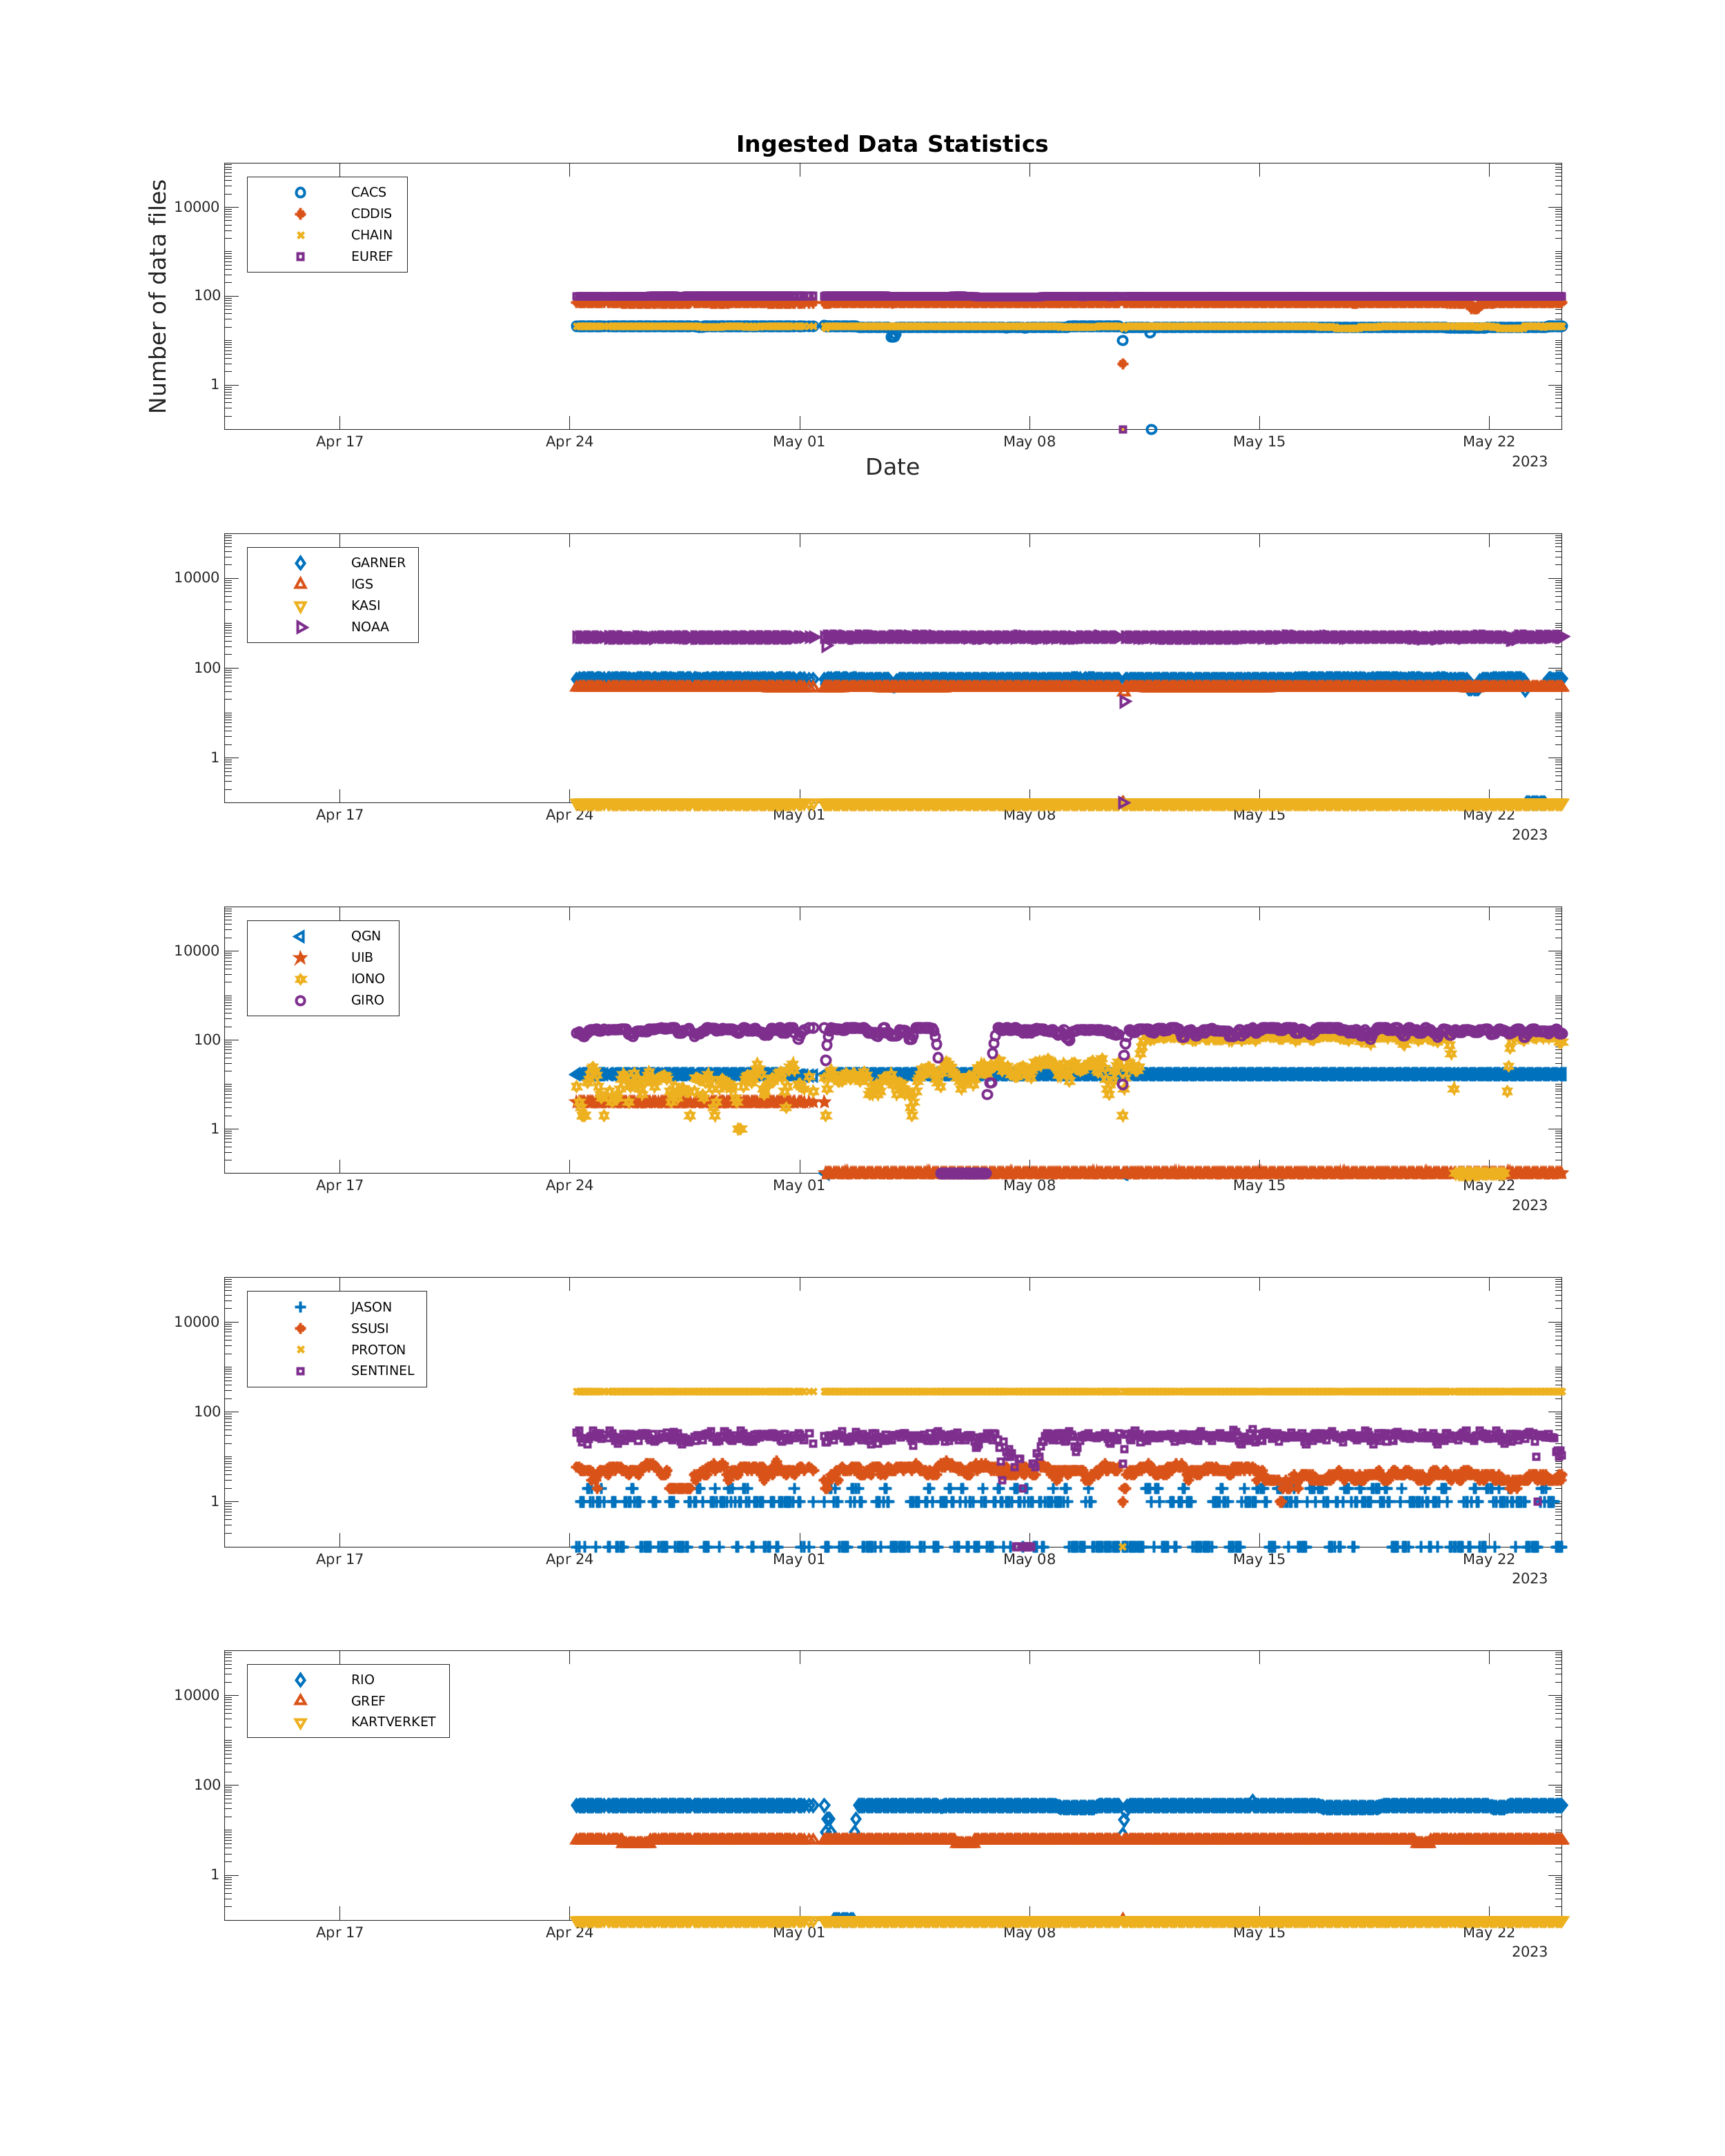 Ingested Data Statistics
Number of data files
10000
100
1
CACS
CDDIS
CHAIN
EUREF
Apr 17 Apr 24 May 01 May 08 May 15 May 22
2023
Date
10000
100
1
GARNER
IGS
KASI
NOAA
Apr 17 Apr 24 May 01 May 08 May 15 May 22
2023
10000
100
1
QGN
UIB
IONO
GIRO
Apr 17 Apr 24 May 01 May 08 May 15 May 22
2023
10000
100
1
JASON
SSUSI
PROTON
SENTINEL
Apr 17 Apr 24 May 01 May 08 May 15 May 22
2023
10000
100
1
RIO
GREF
KARTVERKET
Apr 17 Apr 24 May 01 May 08 May 15 May 22
2023